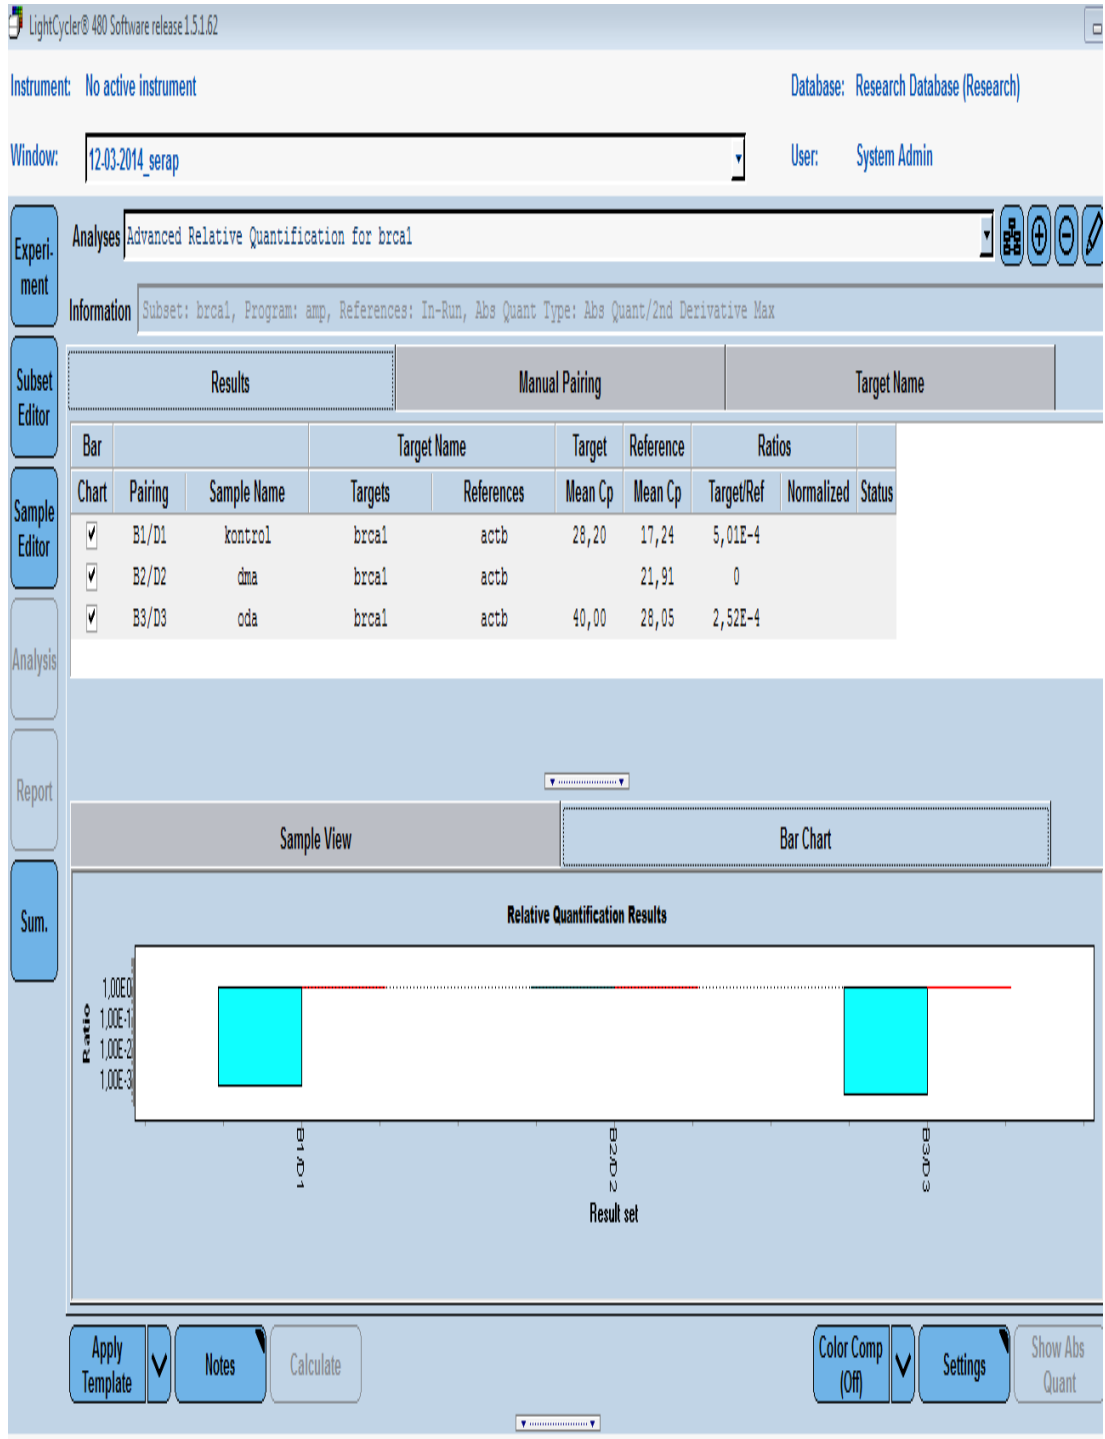 LightCycler® 480 Software release 1.5.1.62
Instrument: No active instrument Database: Research Database (Research)
Window: 12-03-2014_serap User: System Admin
Experi-
ment
Subset
Editor
Sample
Editor
Analysis
Report
Sum.
Analyses Advanced Relative Quantification for brca1
Information Subset: brca1, Program: amp, References: In-Run, Abs Quant Type: Abs Quant/2nd Derivative Max
Results Manual Pairing Target Name
Bar Target Name Target Reference Ratios
Chart Pairing Sample Name Targets References Mean Cp Mean Cp Target/Ref Normalized Status
B1/D1 kontrol brca1 actb 28,20 17,24 5,01E-4
B2/D2 dma brca1 actb 21,91 0
B3/D3 oda brca1 actb 40,00 28,05 2,52E-4
Sample View Bar Chart
Relative Quantification Results
Ratio
1,00E0
1,00E-1
1,00E-2
1,00E-3
B1/D1 B2/D2 B3/D3
Result set
Apply
Template
Notes
Calculate
Color Comp
(Off)
Settings
Show Abs
Quant